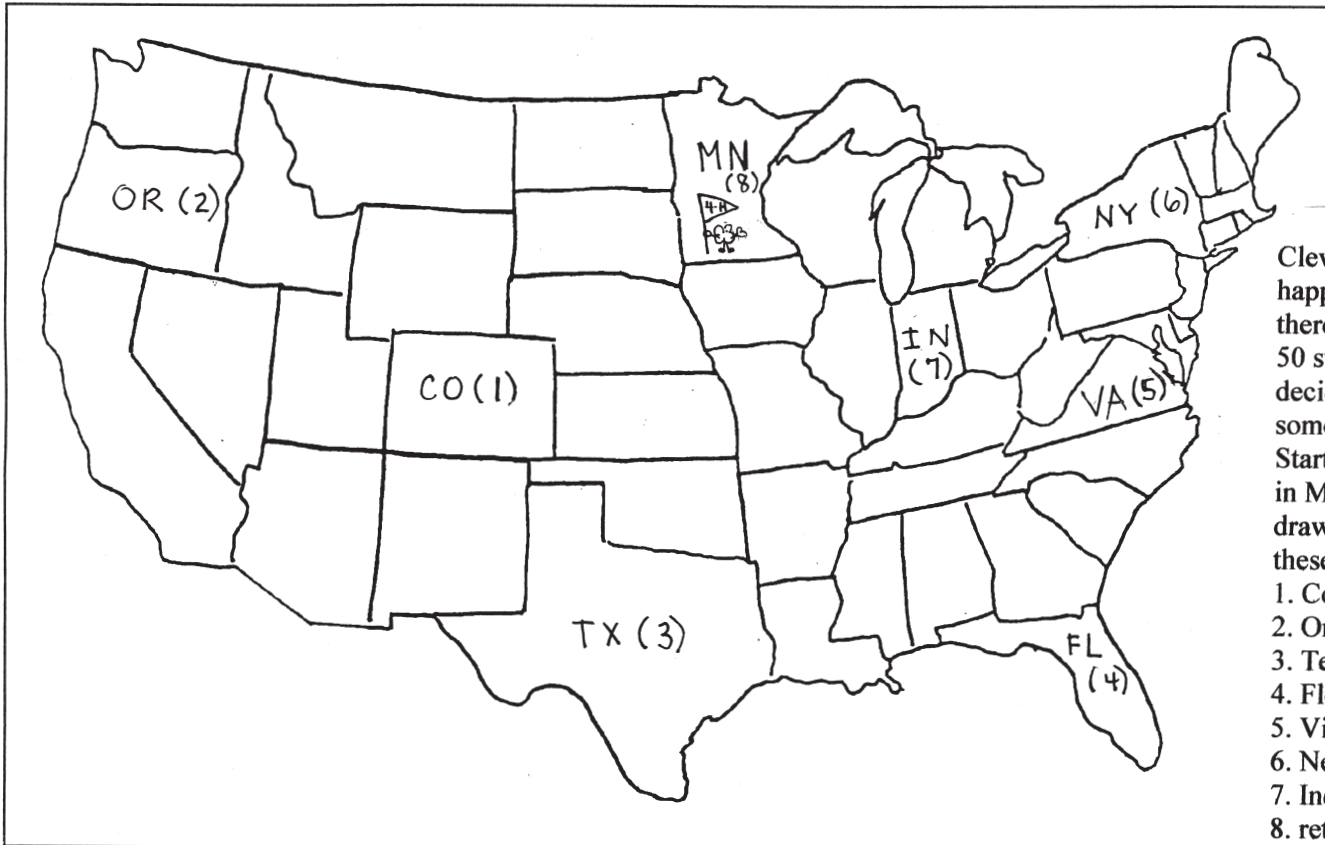 MN
(8)
4-H
OR (2)
NY (6)
IN
(7)
CO (1)
VA (5)
TX (3)
FL
(4)
Clev
happ
there
50 s
deci
some
Start
in M
draw
these
1. Co
2. Or
3. Te
4. Fl
5. Vi
6. Ne
7. Ind
8. ret